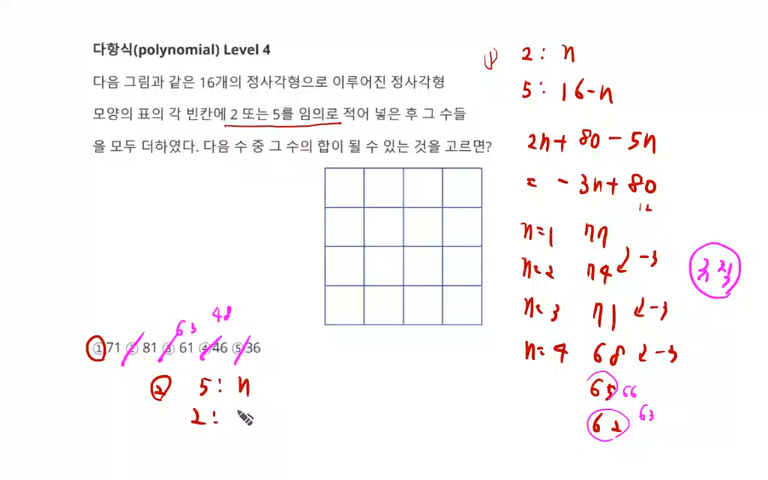 다항식(polynomial) Level 4
다음 그림과 같은 16개의 정사각형으로 이루어진 정사각형
모양의 표의 각 빈칸에 2 또는 5를 임의로 적어 넣은 후 그 수들
을 모두 더하였다. 다음 수 중 그 수의 합이 될 수 있는 것을 고르면?
63 48
①71 ② 81 ③ 61 ④ 46 ⑤ 36
② 5: n
2:
① 2: n
5: 16-n
2n+80-5n
= -3n+80
n=1 77
-3
n=2 74
n=3 71 -3
n=4 68 -3
65 66
62 63